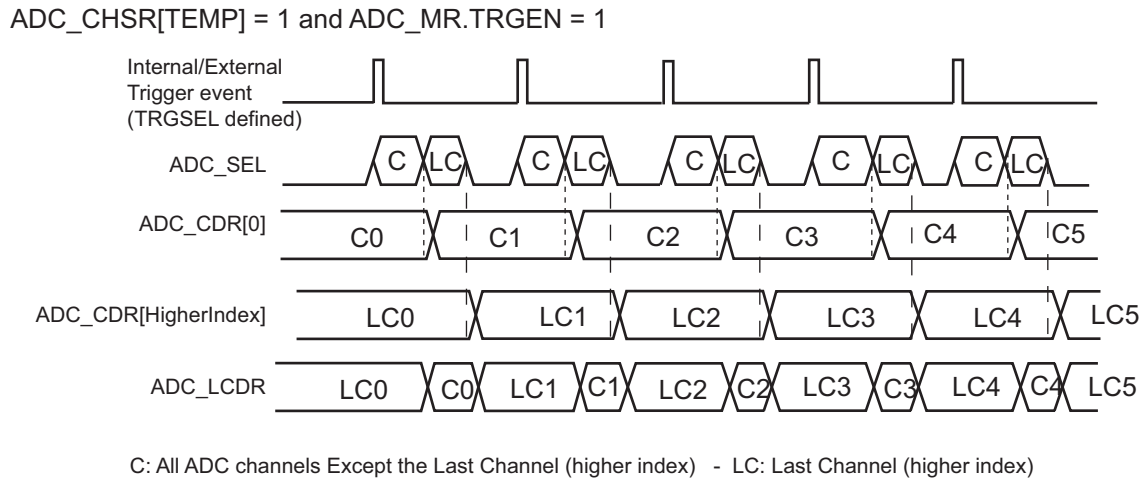 ADC_CHSR[TEMP] = 1 and ADC_MR.TRGEN = 1
Internal/External
Trigger event
(TRGSEL defined)
ADC_SEL C LC C LC C LC C LC C LC
ADC_CDR[0] C0 C1 C2 C3 C4 C5
ADC_CDR[HigherIndex] LC0 LC1 LC2 LC3 LC4 LC5
ADC_LCDR LC0 C0 LC1 C1 LC2 C2 LC3 C3 LC4 C4 LC5
C: All ADC channels Except the Last Channel (higher index) - LC: Last Channel (higher index)